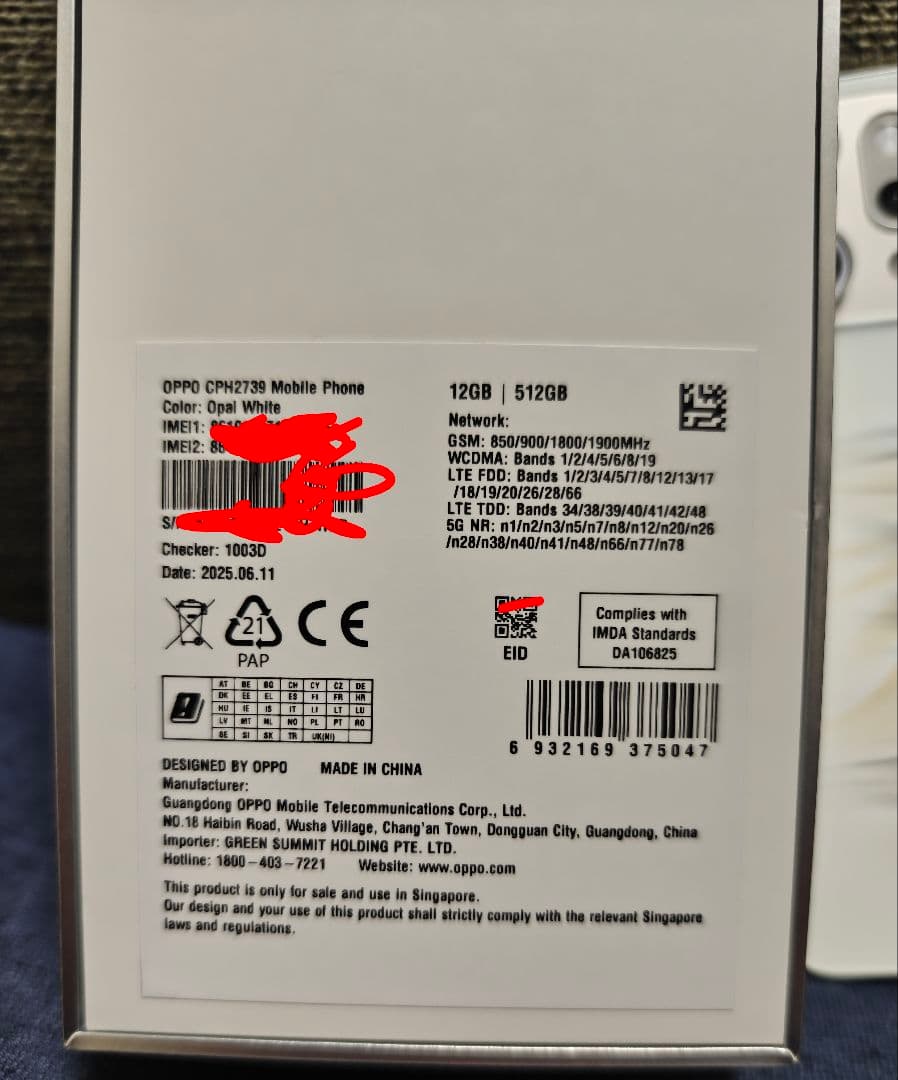 OPPO CPH2739 Mobile Phone
Color: Opal White
IMEI1:
IMEI2: 86
S/
Checker: 1003D
Date: 2025.06.11
12GB | 512GB
Network:
GSM: 850/900/1800/1900MHz
WCDMA: Bands 1/2/4/5/6/8/19
LTE FDD: Bands 1/2/3/4/5/7/8/12/13/17
/18/19/20/26/28/66
LTE TDD: Bands 34/38/39/40/41/42/48
5G NR: n1/n2/n3/n5/n7/n8/n12/n20/n26
/n28/n38/n40/n41/n48/n66/n77/n78
21
PAP
CE
EID
Complies with
IMDA Standards
DA106825
AT BE BG CH CY CZ DE
DK EE EL ES FI FR HR
HU IE IS IT LI LT LU
LV MT NL NO PL PT RO
SE SI SK TR UK(NI)
6 932169 375047
DESIGNED BY OPPO MADE IN CHINA
Manufacturer:
Guangdong OPPO Mobile Telecommunications Corp., Ltd.
NO.18 Haibin Road, Wusha Village, Chang'an Town, Dongguan City, Guangdong, China
Importer: GREEN SUMMIT HOLDING PTE. LTD.
Hotline: 1800-403-7221 Website: www.oppo.com
This product is only for sale and use in Singapore.
Our design and your use of this product shall strictly comply with the relevant Singapore
laws and regulations.